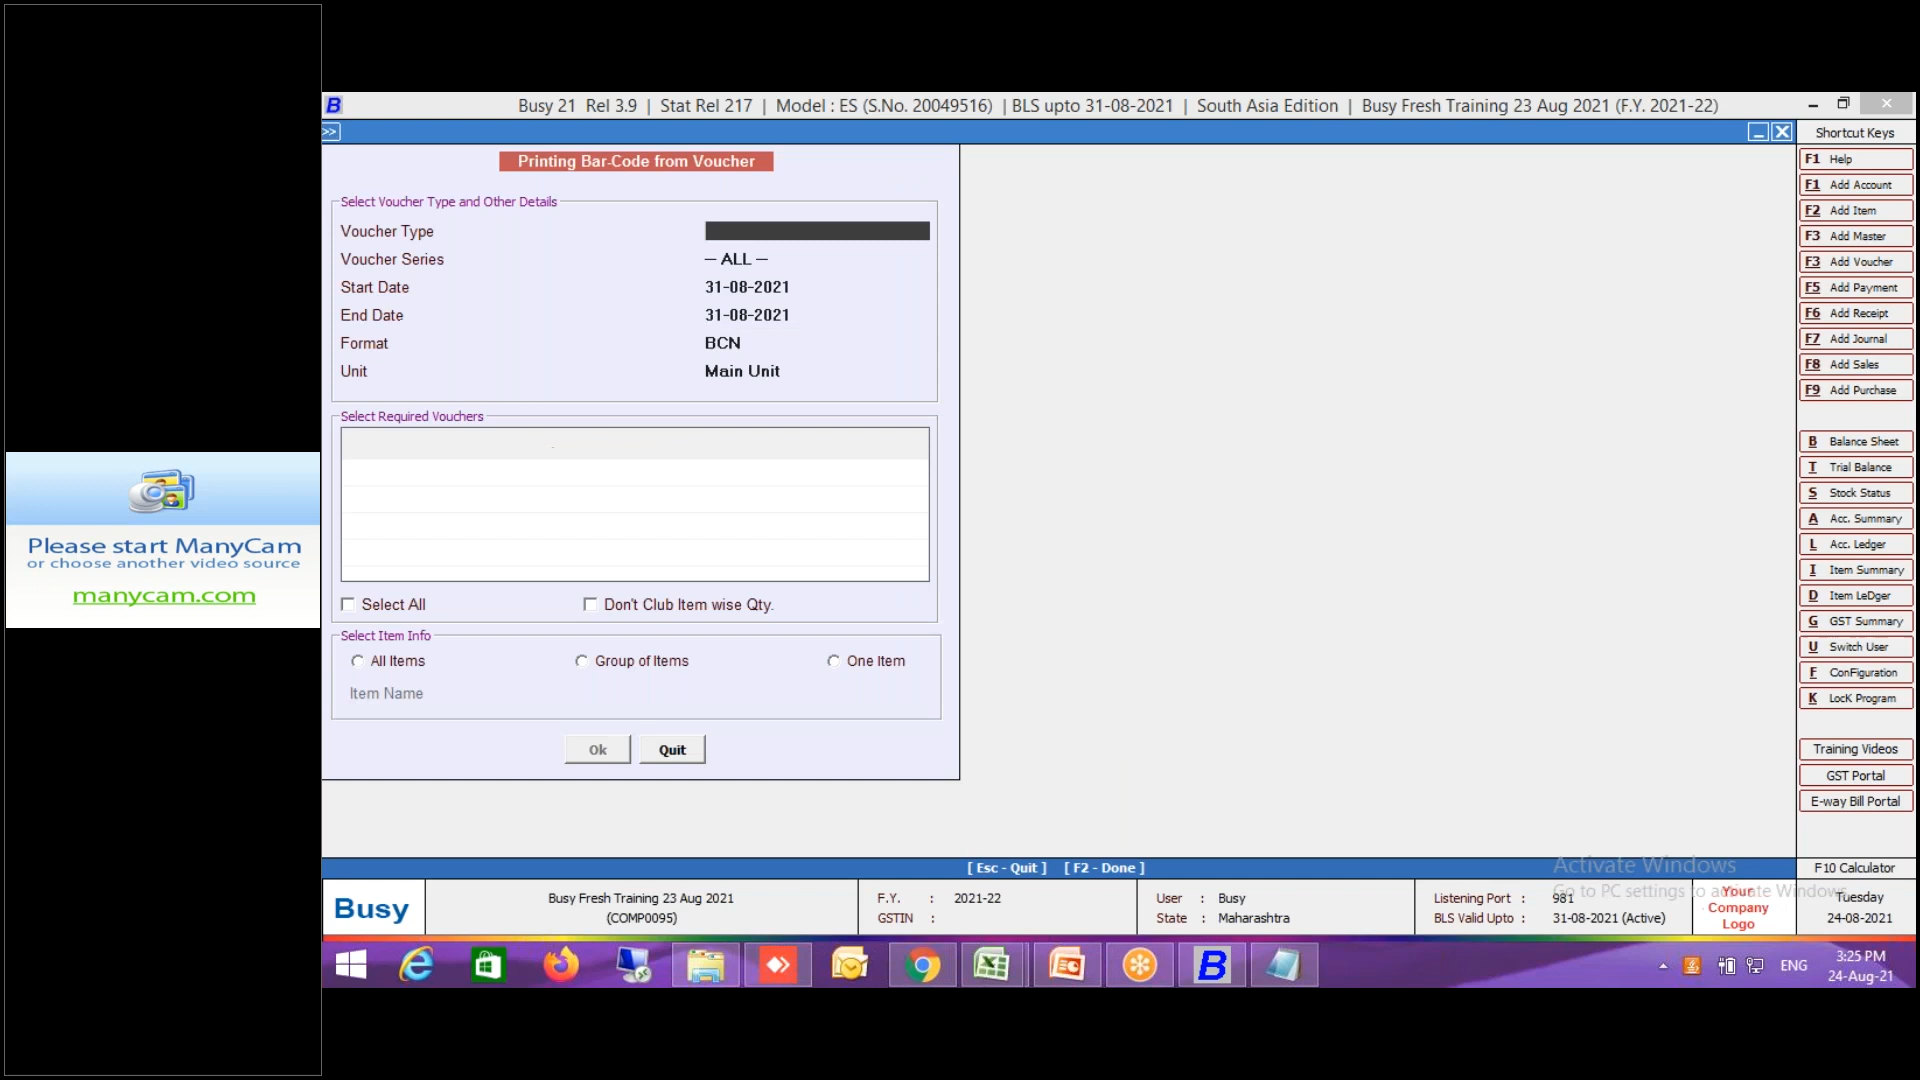 Busy 21 Rel 3.9 | Stat Rel 217 | Model : ES (S.No. 20049516) | BLS upto 31-08-2021 | South Asia Edition | Busy Fresh Training 23 Aug 2021 (F.Y. 2021-22)
>>
Shortcut Keys
Printing Bar-Code from Voucher
Select Voucher Type and Other Details
Voucher Type
Voucher Series — ALL —
Start Date 31-08-2021
End Date 31-08-2021
Format BCN
Unit Main Unit
Select Required Vouchers
Select All Don't Club Item wise Qty.
Select Item Info
All Items Group of Items One Item
Item Name
Ok Quit
F1 Help
F1 Add Account
F2 Add Item
F3 Add Master
F3 Add Voucher
F5 Add Payment
F6 Add Receipt
F7 Add Journal
F8 Add Sales
F9 Add Purchase
B Balance Sheet
T Trial Balance
S Stock Status
A Acc. Summary
L Acc. Ledger
I Item Summary
D Item LeDger
G GST Summary
U Switch User
F ConFiguration
K LocK Program
Training Videos
GST Portal
E-way Bill Portal
Please start ManyCam
or choose another video source
manycam.com
[ Esc - Quit ] [ F2 - Done ]
F10 Calculator
Activate Windows
Go to PC settings to activate Windows.
Busy
Busy Fresh Training 23 Aug 2021
(COMP0095)
F.Y. : 2021-22
GSTIN :
User : Busy
State : Maharashtra
Listening Port : 981
BLS Valid Upto : 31-08-2021 (Active)
Your
Company
Logo
Tuesday
24-08-2021
ENG
3:25 PM
24-Aug-21